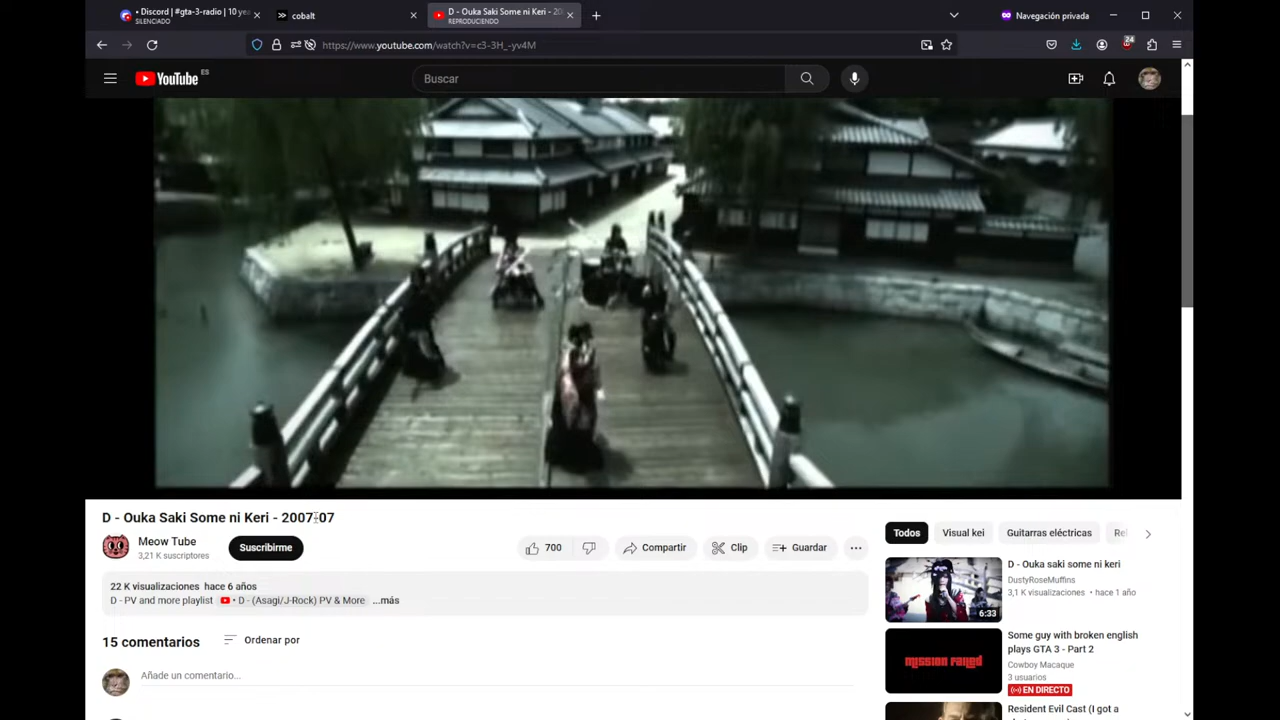 • Discord | #gta-3-radio | 10 yea
SILENCIADO
cobalt
D - Ouka Saki Some ni Keri - 20
REPRODUCIENDO
Navegación privada
https://www.youtube.com/watch?v=c3-3H_-yv4M
24
YouTube ES
Buscar
D - Ouka Saki Some ni Keri - 2007-07
Meow Tube
3,21 K suscriptores
Suscribirme
700
Compartir
Clip
Guardar
22 K visualizaciones hace 6 años
D - PV and more playlist • D - (Asagi/J-Rock) PV & More ...más
15 comentarios
Ordenar por
Añade un comentario...
Todos
Visual kei
Guitarras eléctricas
Rel
D - Ouka saki some ni keri
DustyRoseMuffins
3,1 K visualizaciones • hace 1 año
6:33
Some guy with broken english
plays GTA 3 - Part 2
Cowboy Macaque
3 usuarios
EN DIRECTO
mission failed
Resident Evil Cast (I got a